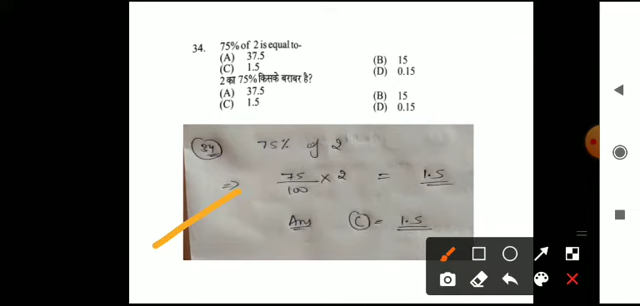 34. 75% of 2 is equal to-
(A) 37.5 (B) 15
(C) 1.5 (D) 0.15
2 का 75% किसके बराबर है?
(A) 37.5 (B) 15
(C) 1.5 (D) 0.15
34 75% of 2
⇒ 75/100 × 2 = 1.5
Ans (C) = 1.5